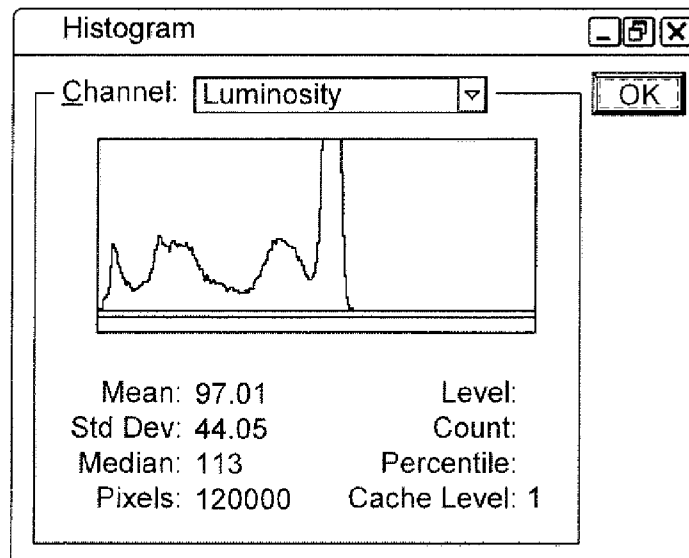 Histogram
Channel: Luminosity
OK
Mean: 97.01
Std Dev: 44.05
Median: 113
Pixels: 120000
Level:
Count:
Percentile:
Cache Level: 1